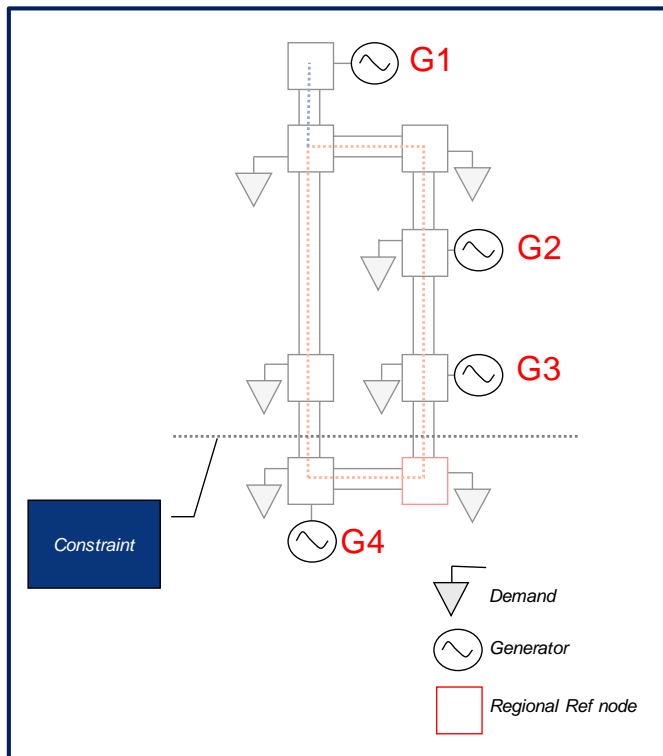 G1
G2
G3
Constraint
G4
Demand
Generator
Regional Ref node